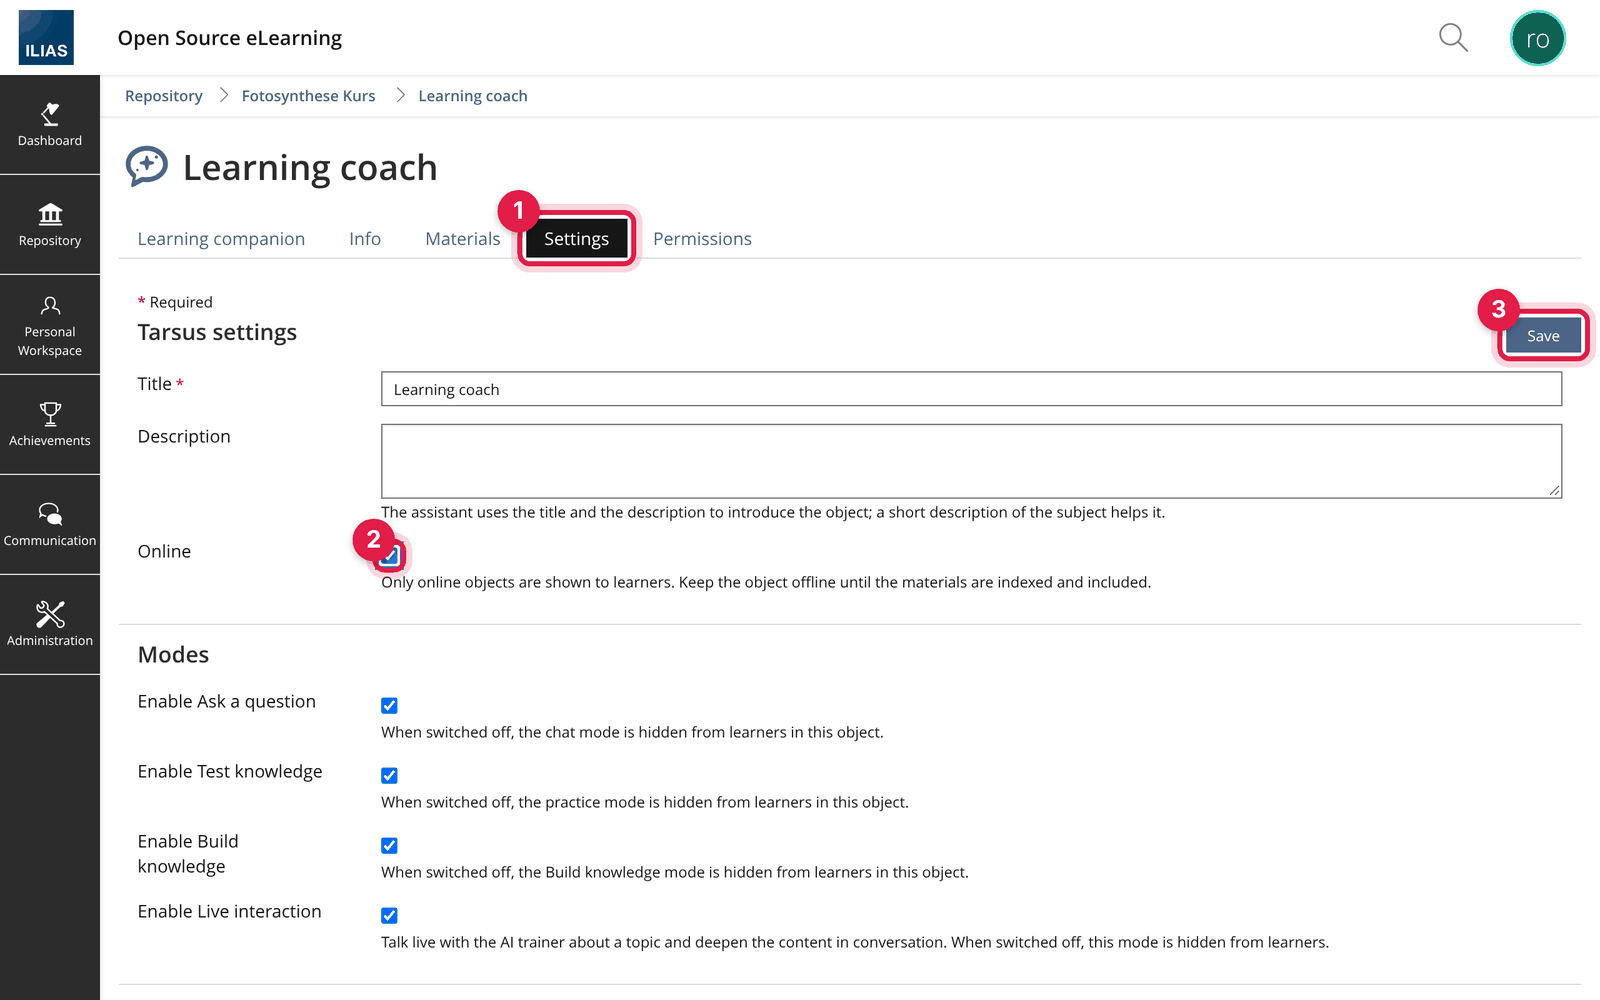 ILIAS
Open Source eLearning
ro
Dashboard
Repository
Personal
Workspace
Achievements
Communication
Administration
Repository
Fotosynthese Kurs
Learning coach
Learning coach
Learning companion
Info
Materials
1
Settings
Permissions
* Required
Tarsus settings
3
Save
Title *
Learning coach
Description
The assistant uses the title and the description to introduce the object; a short description of the subject helps it.
Online
2
Only online objects are shown to learners. Keep the object offline until the materials are indexed and included.
Modes
Enable Ask a question
When switched off, the chat mode is hidden from learners in this object.
Enable Test knowledge
When switched off, the practice mode is hidden from learners in this object.
Enable Build
knowledge
When switched off, the Build knowledge mode is hidden from learners in this object.
Enable Live interaction
Talk live with the AI trainer about a topic and deepen the content in conversation. When switched off, this mode is hidden from learners.